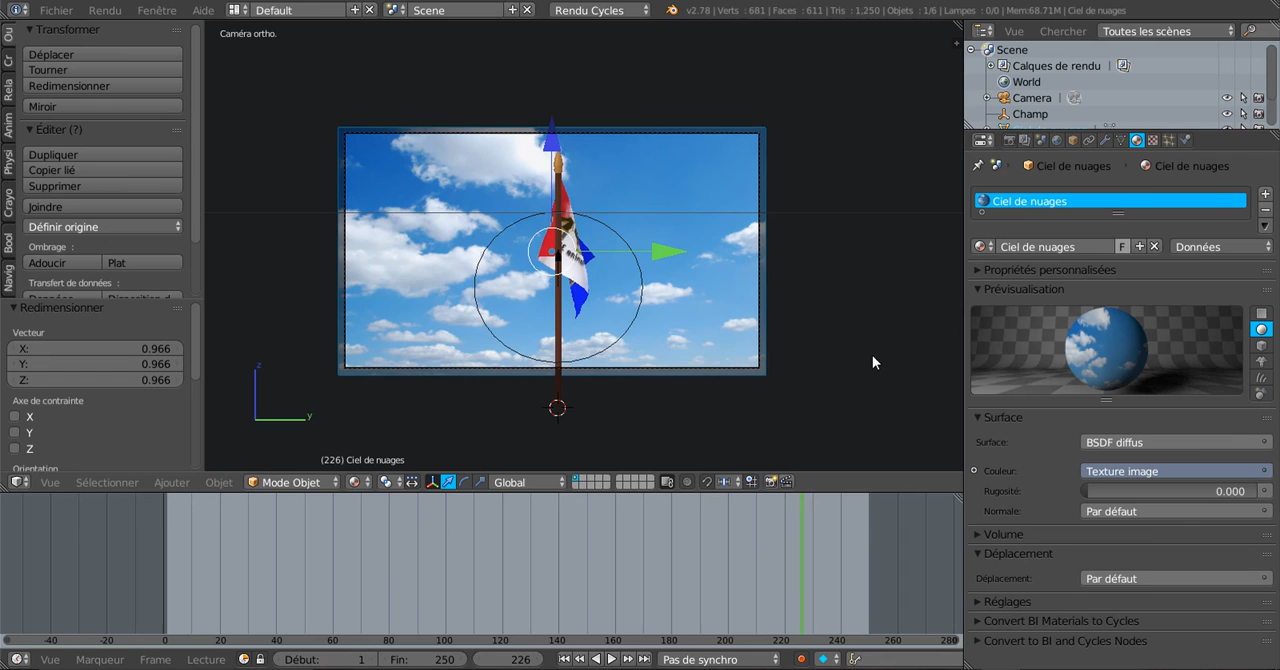 Fichier Rendu Fenêtre Aide Default Scene Rendu Cycles v2.78 | Verts : 681 | Faces : 611 | Tris : 1,250 | Objets : 1/6 | Lampes : 0/0 | Mem:68.71M | Ciel de nuages
Ou
Cr
Rela
Anim
Physi
Crayo
Bool
Navig
Transformer
Déplacer
Tourner
Redimensionner
Miroir
Éditer (?)
Dupliquer
Copier lié
Supprimer
Joindre
Définir origine
Ombrage :
Adoucir Plat
Transfert de données :
Redimensionner
Vecteur
X: 0.966
Y: 0.966
Z: 0.966
Axe de contrainte
X
Y
Z
Orientation
Caméra ortho.
z
y
(226) Ciel de nuages
Vue Sélectionner Ajouter Objet Mode Objet Global
-40 -20 0 20 40 60 80 100 120 140 160 180 200 220 240 260 280
Vue Marqueur Frame Lecture Début: 1 Fin: 250 226 Pas de synchro
Vue Chercher Toutes les scènes
Scene
Calques de rendu
World
Camera
Champ
Ciel de nuages Ciel de nuages
Ciel de nuages
Ciel de nuages F Données
Propriétés personnalisées
Prévisualisation
Surface
Surface: BSDF diffus
Couleur: Texture image
Rugosité: 0.000
Normale: Par défaut
Volume
Déplacement
Déplacement: Par défaut
Réglages
Convert BI Materials to Cycles
Convert to BI and Cycles Nodes